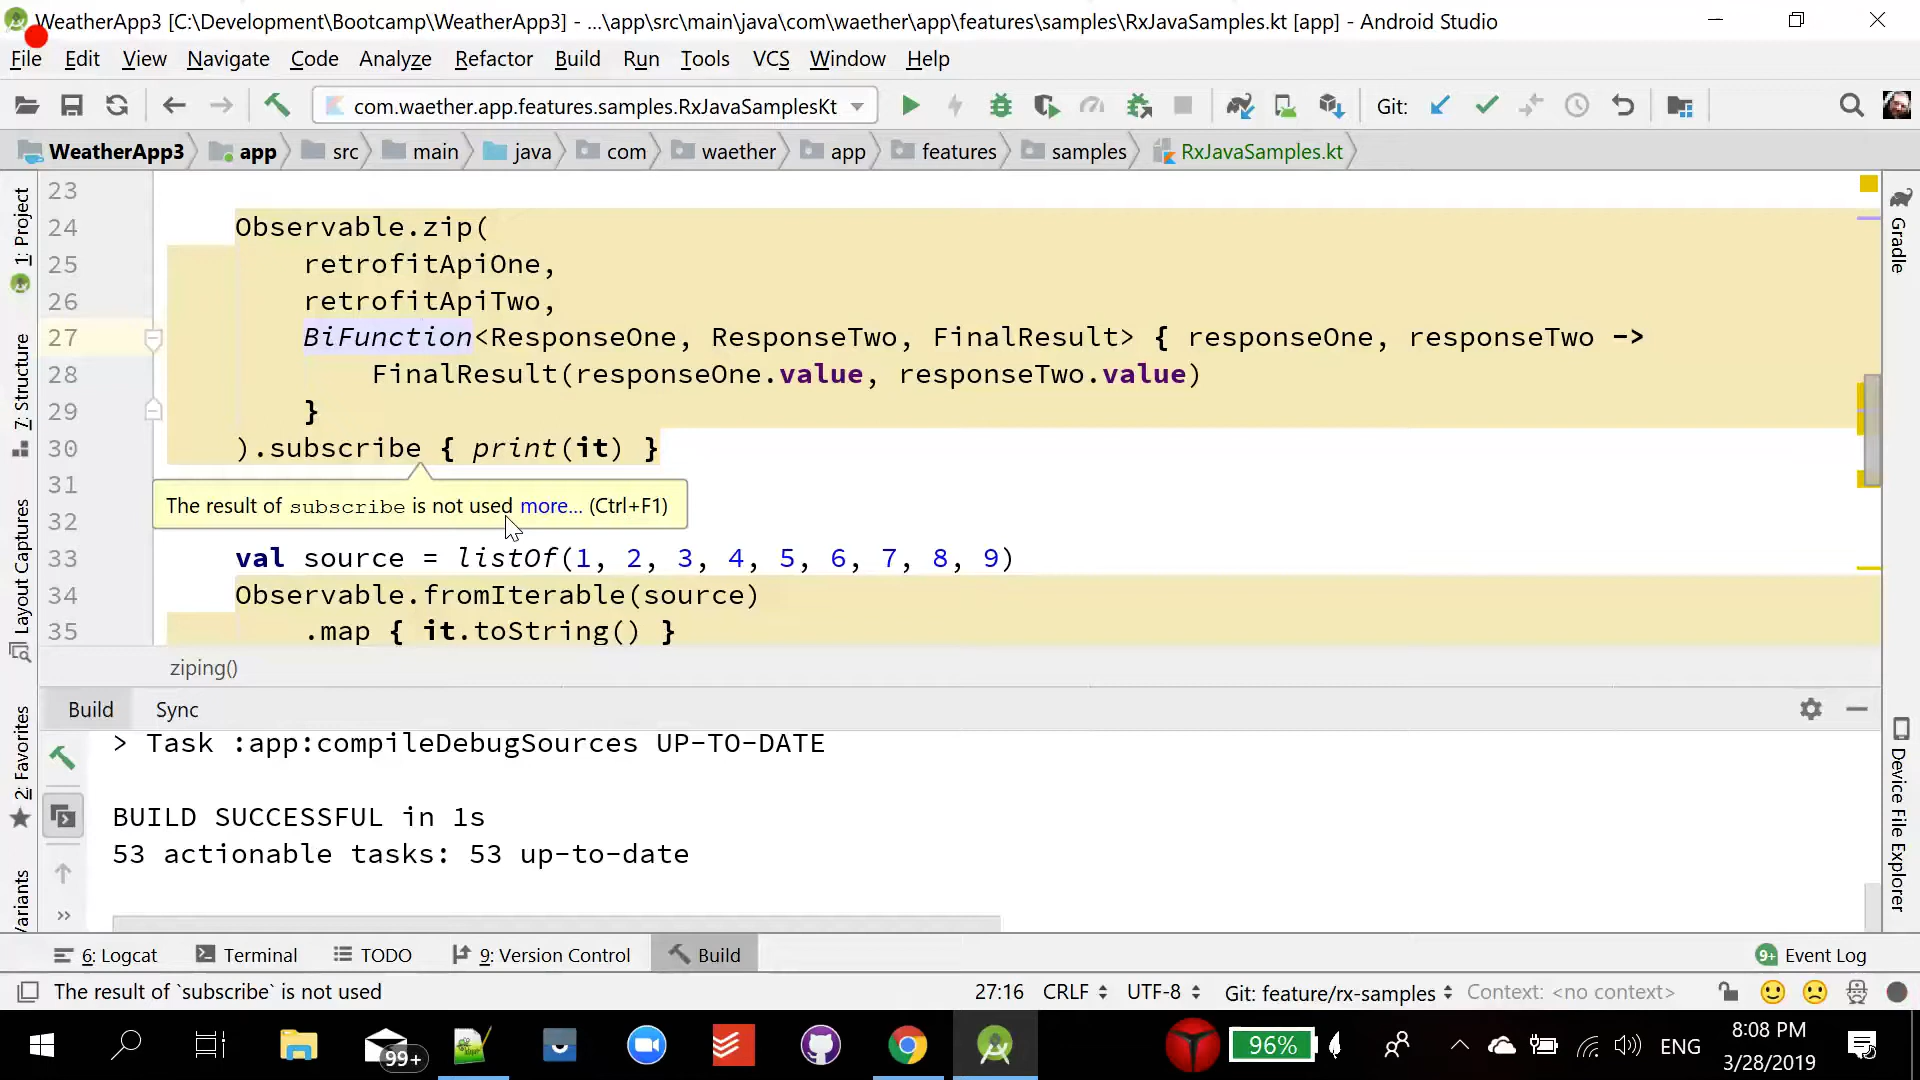 WeatherApp3 [C:\Development\Bootcamp\WeatherApp3] - ...\app\src\main\java\com\waether\app\features\samples\RxJavaSamples.kt [app] - Android Studio
File Edit View Navigate Code Analyze Refactor Build Run Tools VCS Window Help
com.waether.app.features.samples.RxJavaSamplesKt Git:
WeatherApp3 app src main java com waether app features samples RxJavaSamples.kt
1: Project
7: Structure
Layout Captures
2: Favorites
Variants
Gradle
Device File Explorer
23
24 Observable.zip(
25 retrofitApiOne,
26 retrofitApiTwo,
27 BiFunction<ResponseOne, ResponseTwo, FinalResult> { responseOne, responseTwo ->
28 FinalResult(responseOne.value, responseTwo.value)
29 }
30 ).subscribe { print(it) }
31
The result of subscribe is not used more... (Ctrl+F1)
32
33 val source = listOf(1, 2, 3, 4, 5, 6, 7, 8, 9)
34 Observable.fromIterable(source)
35 .map { it.toString() }
ziping()
Build Sync
> Task :app:compileDebugSources UP-TO-DATE
BUILD SUCCESSFUL in 1s
53 actionable tasks: 53 up-to-date
6: Logcat Terminal TODO 9: Version Control Build 9+ Event Log
The result of `subscribe` is not used 27:16 CRLF UTF-8 Git: feature/rx-samples Context: <no context>
99+ 96% ENG 8:08 PM
3/28/2019